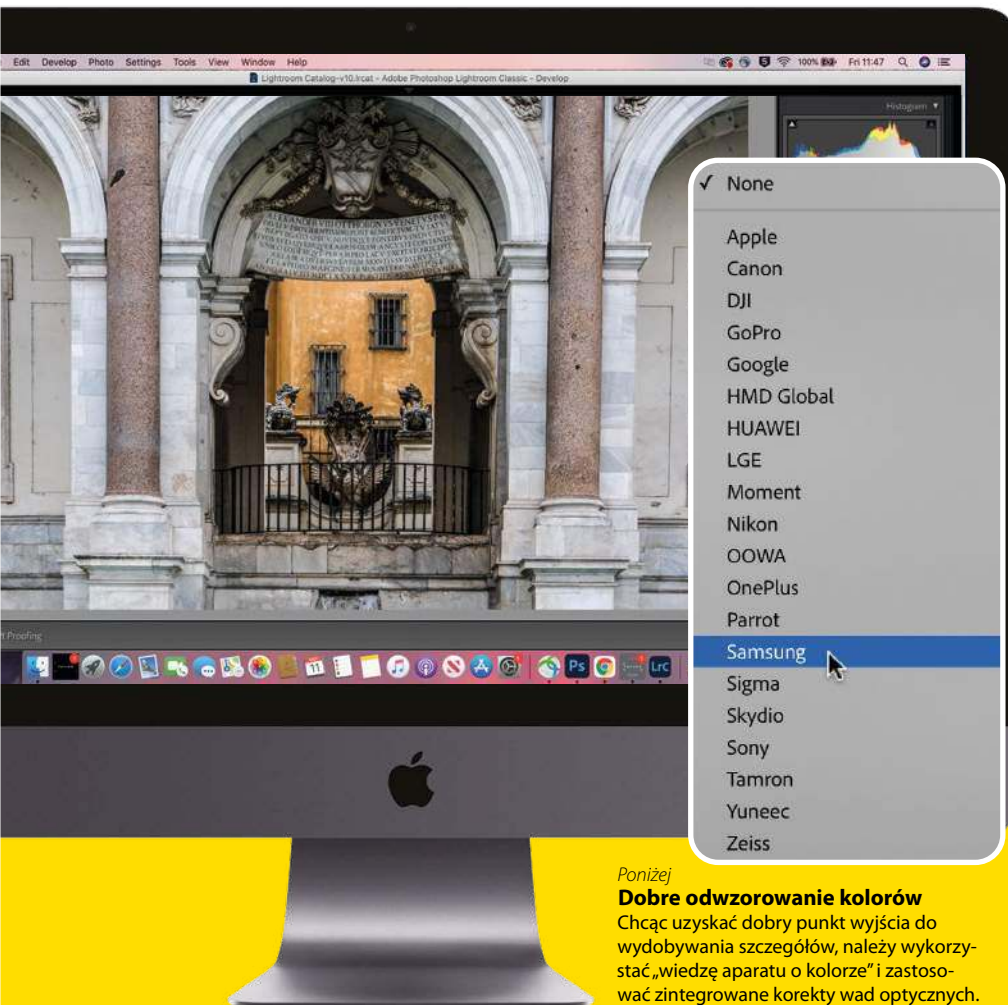 Edit Develop Photo Settings Tools View Window Help
100% Fri 11:47
Lightroom Catalog-v10.lrcat - Adobe Photoshop Lightroom Classic - Develop
Histogram
✓ None
Apple
Canon
DJI
GoPro
Google
HMD Global
HUAWEI
LGE
Moment
Nikon
OOWA
OnePlus
Parrot
Samsung
Sigma
Skydio
Sony
Tamron
Yuneec
Zeiss
Proofing
11
Ps
Lrc
Poniżej
Dobre odwzorowanie kolorów
Chcąc uzyskać dobry punkt wyjścia do
wydobywania szczegółów, należy wykorzy-
stać „wiedzę aparatu o kolorze” i zastoso-
wać zintegrowane korekty wad optycznych.